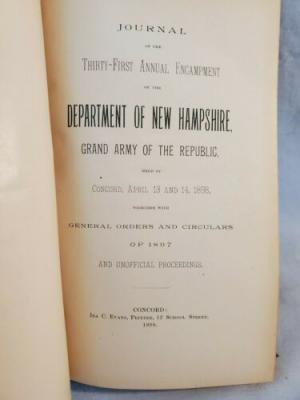 JOURNAL
OF THE
THIRTY-FIRST ANNUAL ENCAMPMENT
OF THE
DEPARTMENT OF NEW HAMPSHIRE,
GRAND ARMY OF THE REPUBLIC,
HELD IN
CONCORD, APRIL 13 AND 14, 1898,
TOGETHER WITH
GENERAL ORDERS AND CIRCULARS
OF 1897
AND UNOFFICIAL PROCEEDINGS.
CONCORD:
IRA C. EVANS, PRINTER, 12 SCHOOL STREET.
1898.